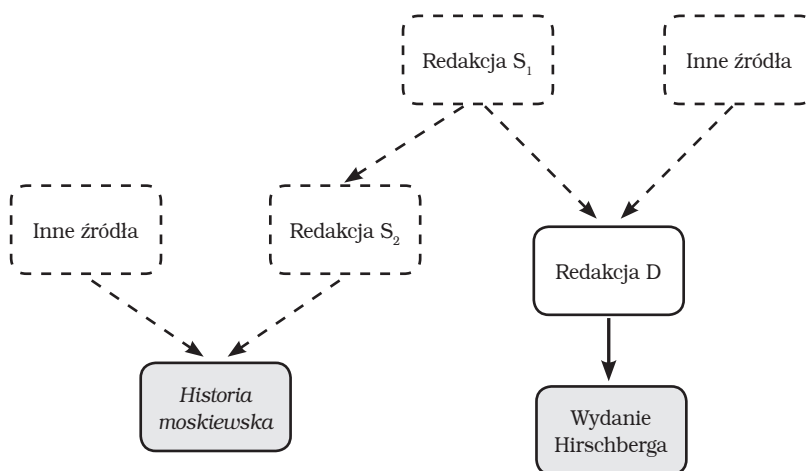 Redakcja S₁
Inne źródła
Inne źródła
Redakcja S₂
Redakcja D
Historia
moskiewska
Wydanie
Hirschberga